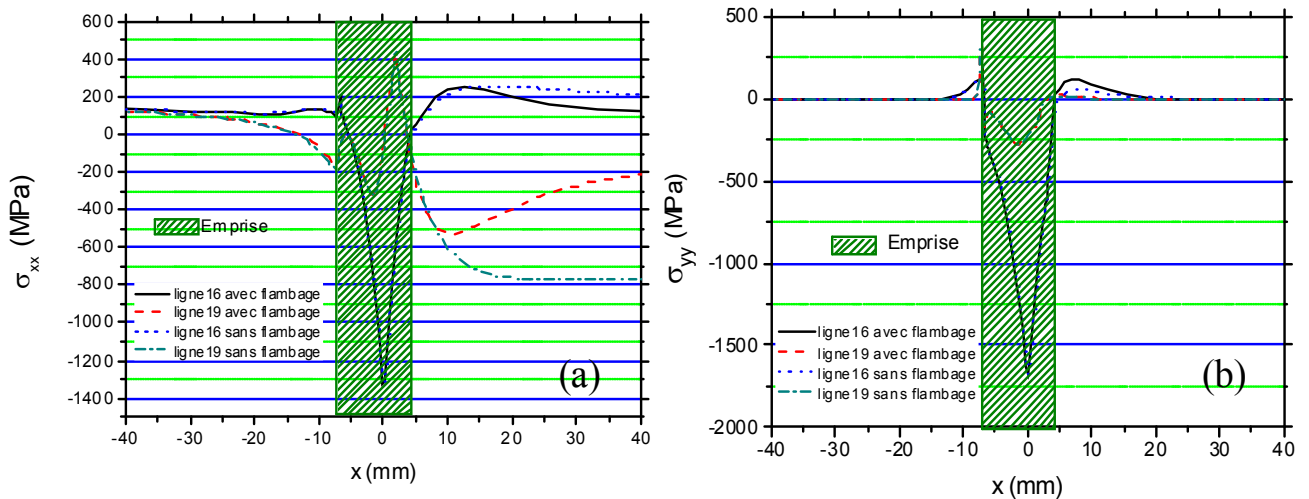 600
400
200
0
-200
-400
-600
-800
-1000
-1200
-1400
σxx (MPa)
Emprise
ligne16 avec flambage
ligne19 avec flambage
ligne16 sans flambage
ligne19 sans flambage
(a)
-40 -30 -20 -10 0 10 20 30 40
x (mm)
500
0
-500
-1000
-1500
-2000
σyy (MPa)
Emprise
ligne16 avec flambage
ligne19 avec flambage
ligne16 sans flambage
ligne19 sans flambage
(b)
-40 -30 -20 -10 0 10 20 30 40
x (mm)